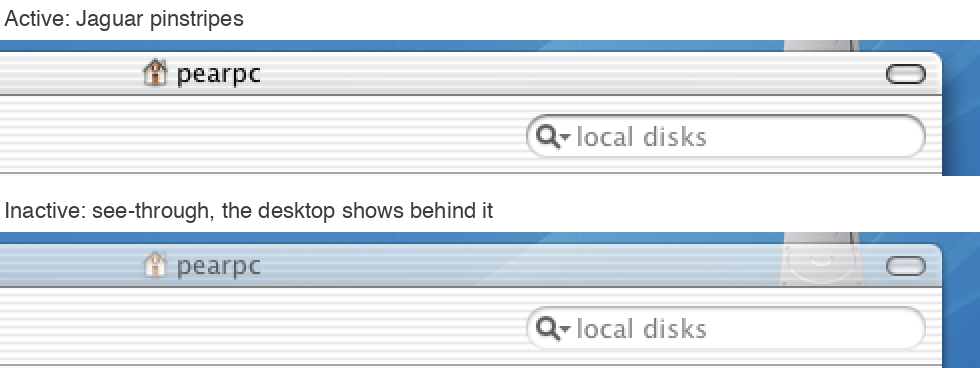 Active: Jaguar pinstripes
pearpc
local disks
Inactive: see-through, the desktop shows behind it
pearpc
local disks